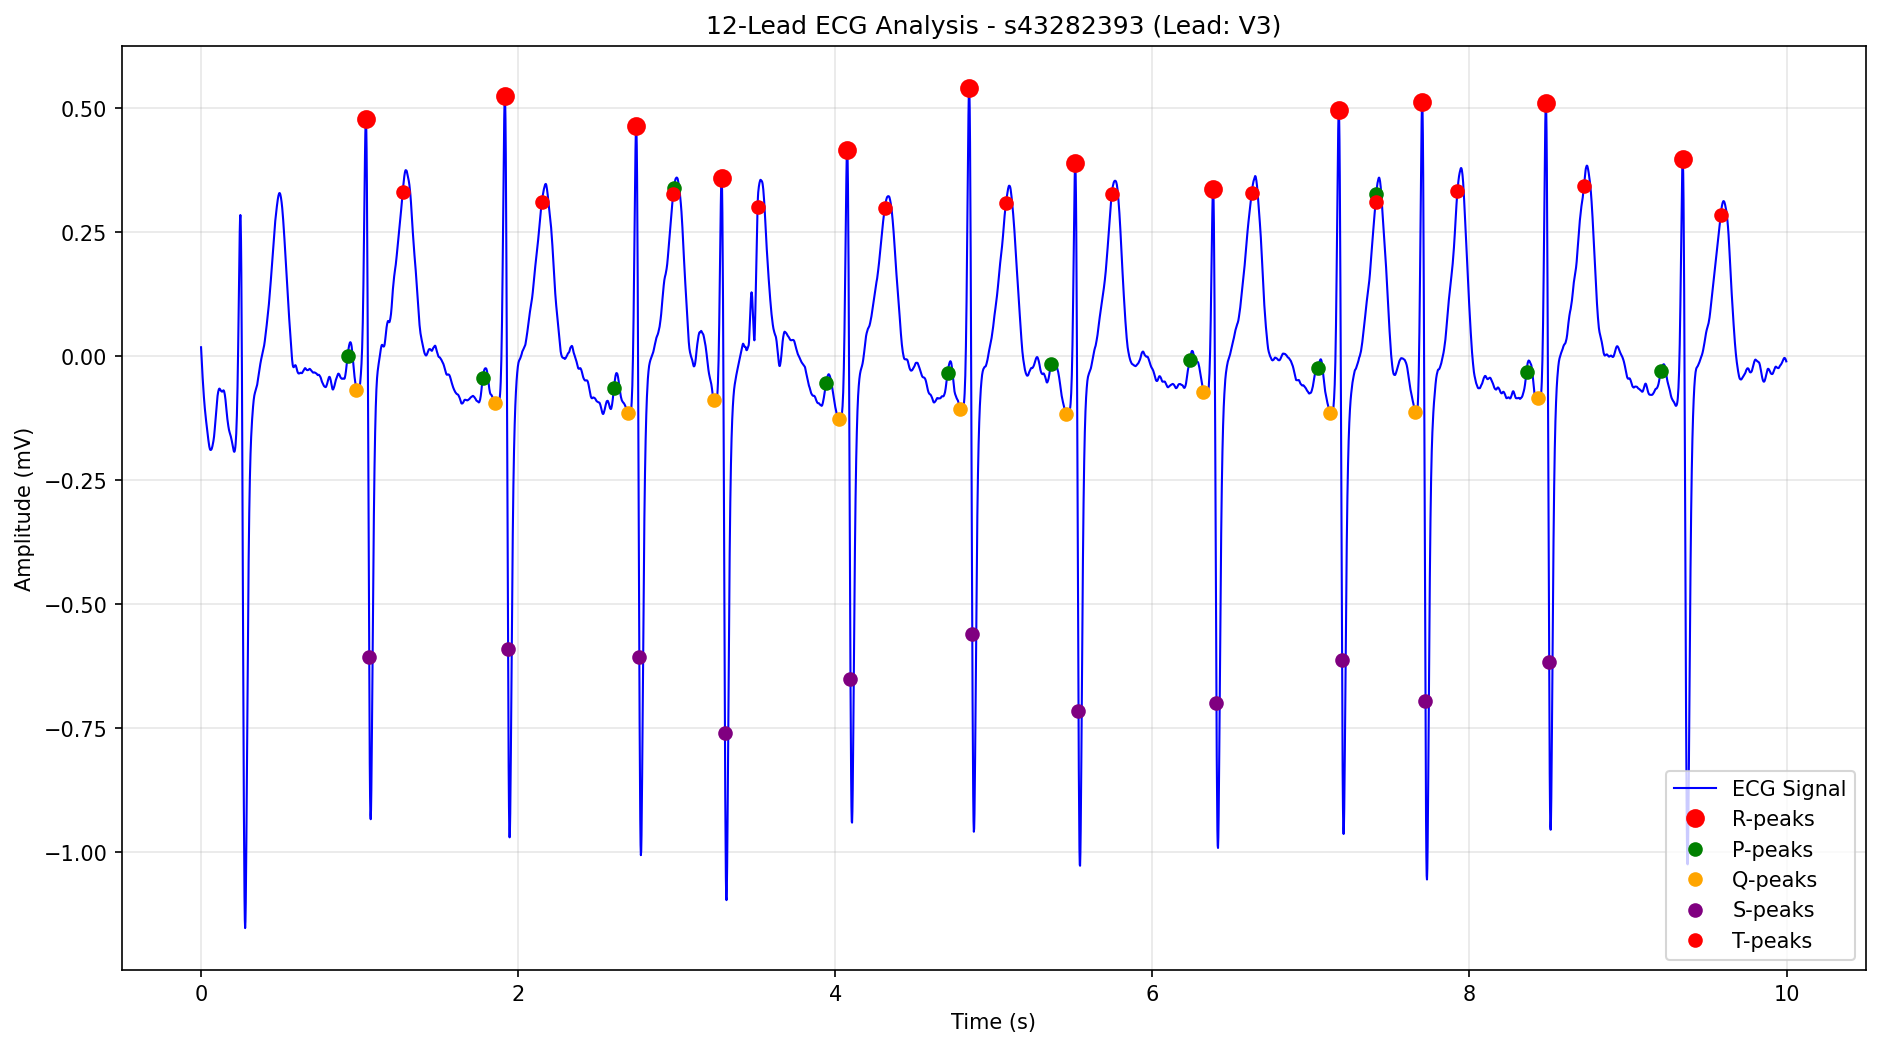 12-Lead ECG Analysis - s43282393 (Lead: V3)
0.50
0.25
0.00
−0.25
−0.50
−0.75
−1.00
Amplitude (mV)
0 2 4 6 8 10
Time (s)
ECG Signal
R-peaks
P-peaks
Q-peaks
S-peaks
T-peaks